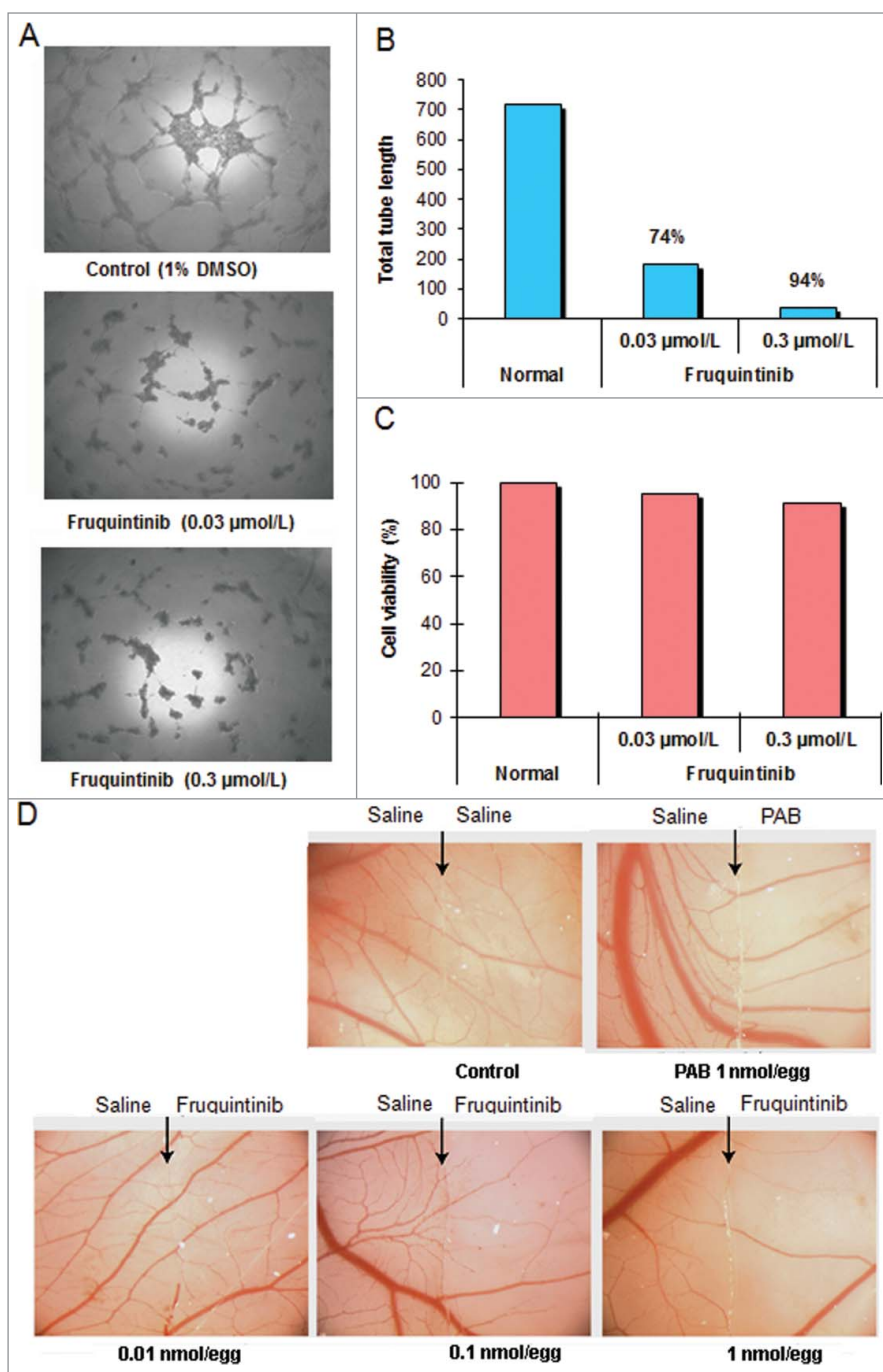 A
Control (1% DMSO)
Fruquintinib (0.03 µmol/L)
Fruquintinib (0.3 µmol/L)
B
Total tube length
800
700
600
500
400
300
200
100
0
74%
94%
0.03 µmol/L 0.3 µmol/L
Normal Fruquintinib
C
Cell viability (%)
100
80
60
40
20
0
0.03 µmol/L 0.3 µmol/L
Normal Fruquintinib
D
Saline Saline
Saline PAB
Control
PAB 1 nmol/egg
Saline Fruquintinib
Saline Fruquintinib
Saline Fruquintinib
0.01 nmol/egg
0.1 nmol/egg
1 nmol/egg